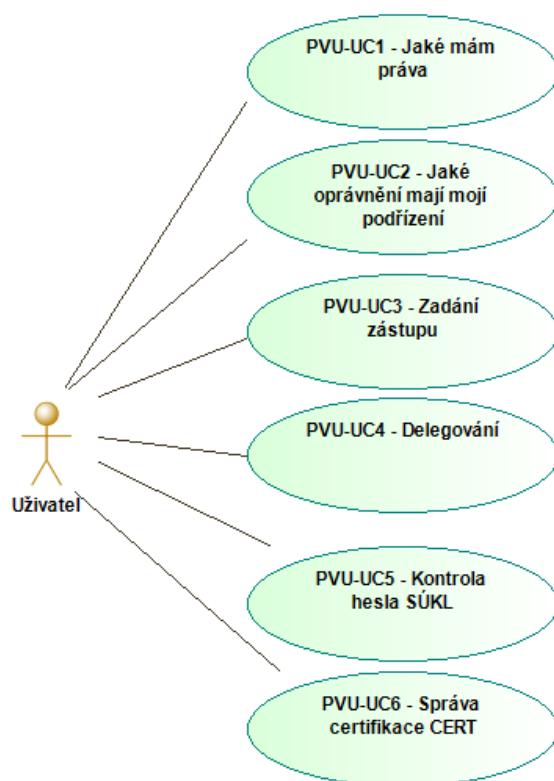 PVU-UC1 - Jaké mám
práva
PVU-UC2 - Jaké
oprávnění mají mojí
podřízení
PVU-UC3 - Zadání
zástupu
PVU-UC4 - Delegování
Uživatel
PVU-UC5 - Kontrola
hesla SÚKL
PVU-UC6 - Správa
certifikace CERT